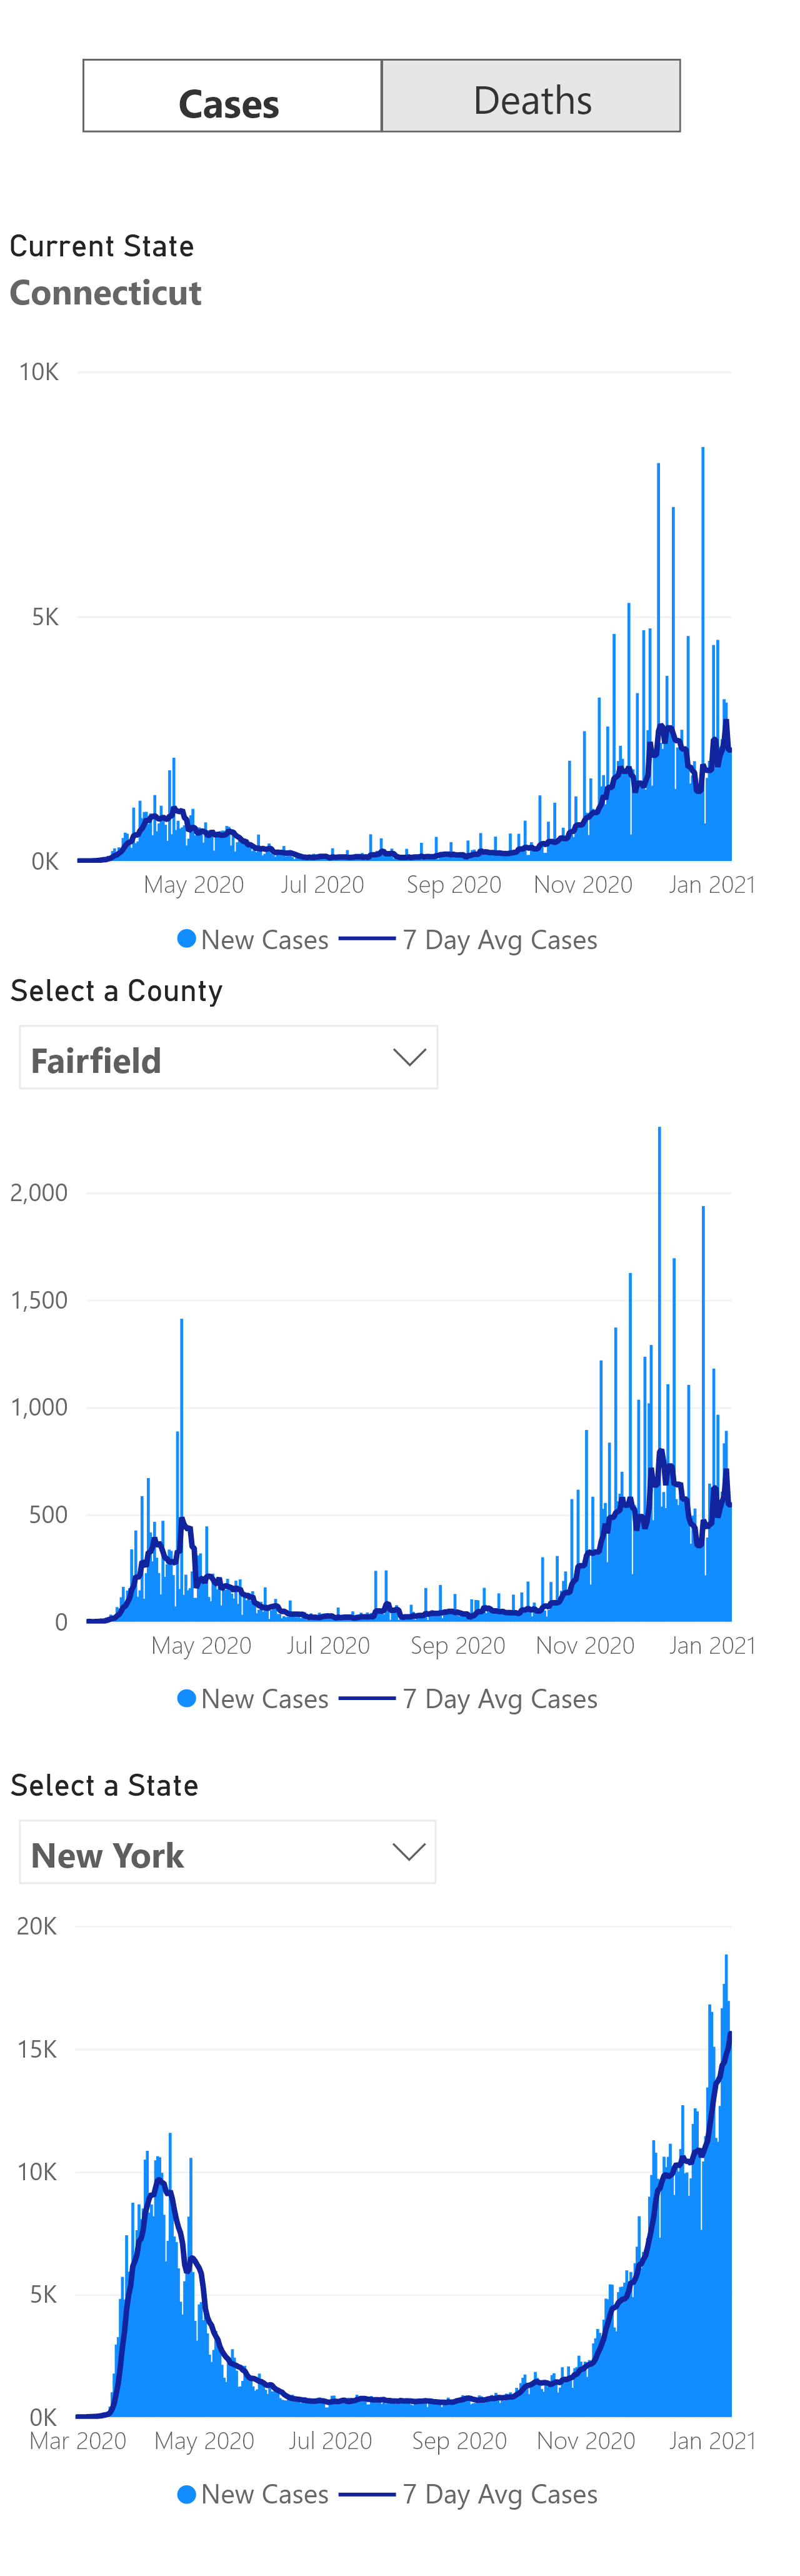 Cases Deaths
Current State
Connecticut
10K
5K
0K
May 2020 Jul 2020 Sep 2020 Nov 2020 Jan 2021
New Cases 7 Day Avg Cases
Select a County
Fairfield
2,000
1,500
1,000
500
0
May 2020 Jul 2020 Sep 2020 Nov 2020 Jan 2021
New Cases 7 Day Avg Cases
Select a State
New York
20K
15K
10K
5K
0K
Mar 2020 May 2020 Jul 2020 Sep 2020 Nov 2020 Jan 2021
New Cases 7 Day Avg Cases